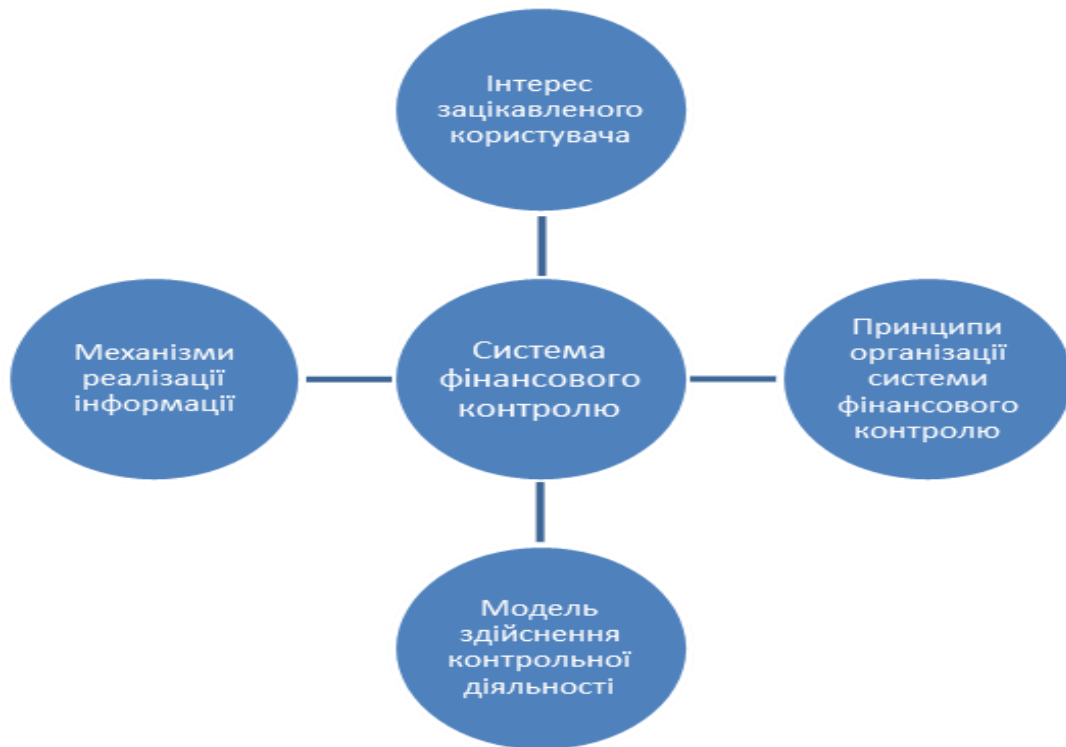 Інтерес
зацікавленого
користувача
Механізми
реалізації
інформації
Система
фінансового
контролю
Принципи
організації
системи
фінансового
контролю
Модель
здійснення
контрольної
діяльності